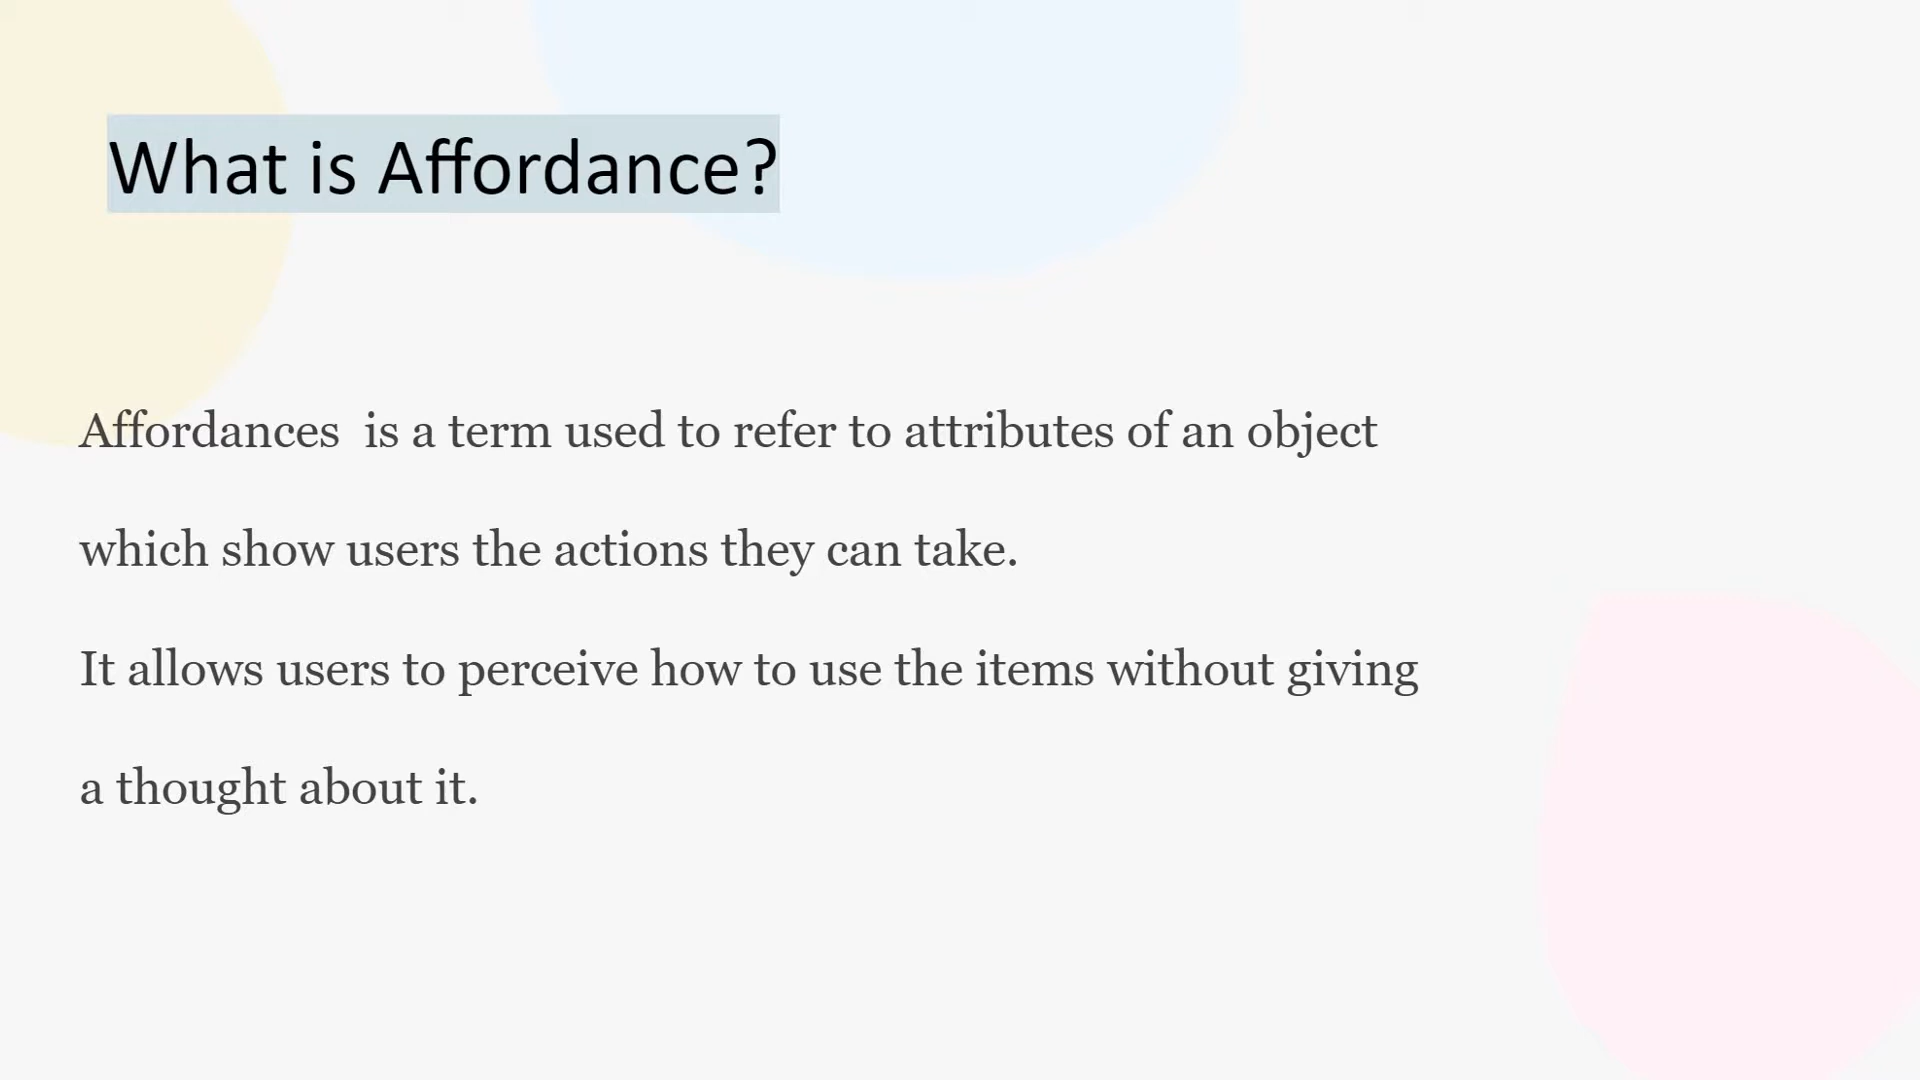 What is Affordance?
Affordances  is a term used to refer to attributes of an object
which show users the actions they can take.
It allows users to perceive how to use the items without giving
a thought about it.